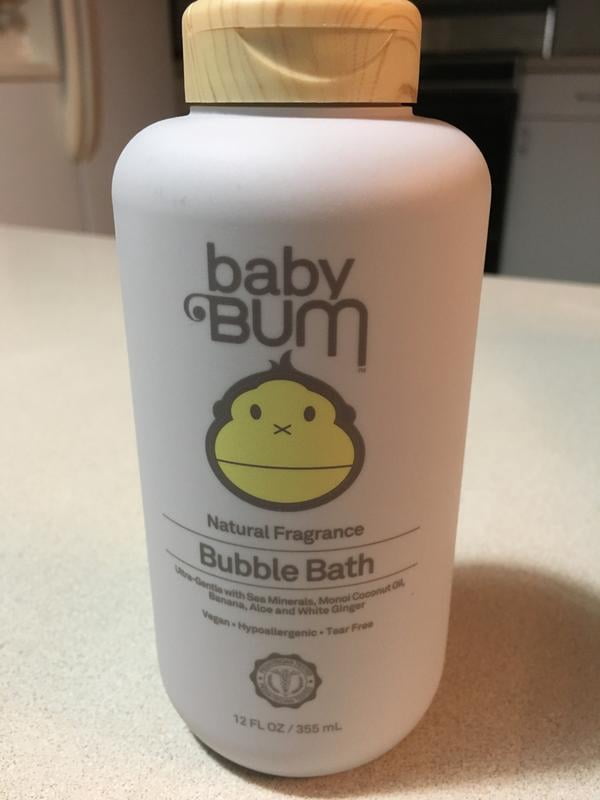 baby
BUM
TM
Natural Fragrance
Bubble Bath
Ultra-Gentle with Sea Minerals, Monoi Coconut Oil,
Banana, Aloe and White Ginger
Vegan • Hypoallergenic • Tear Free
12 FL OZ / 355 mL